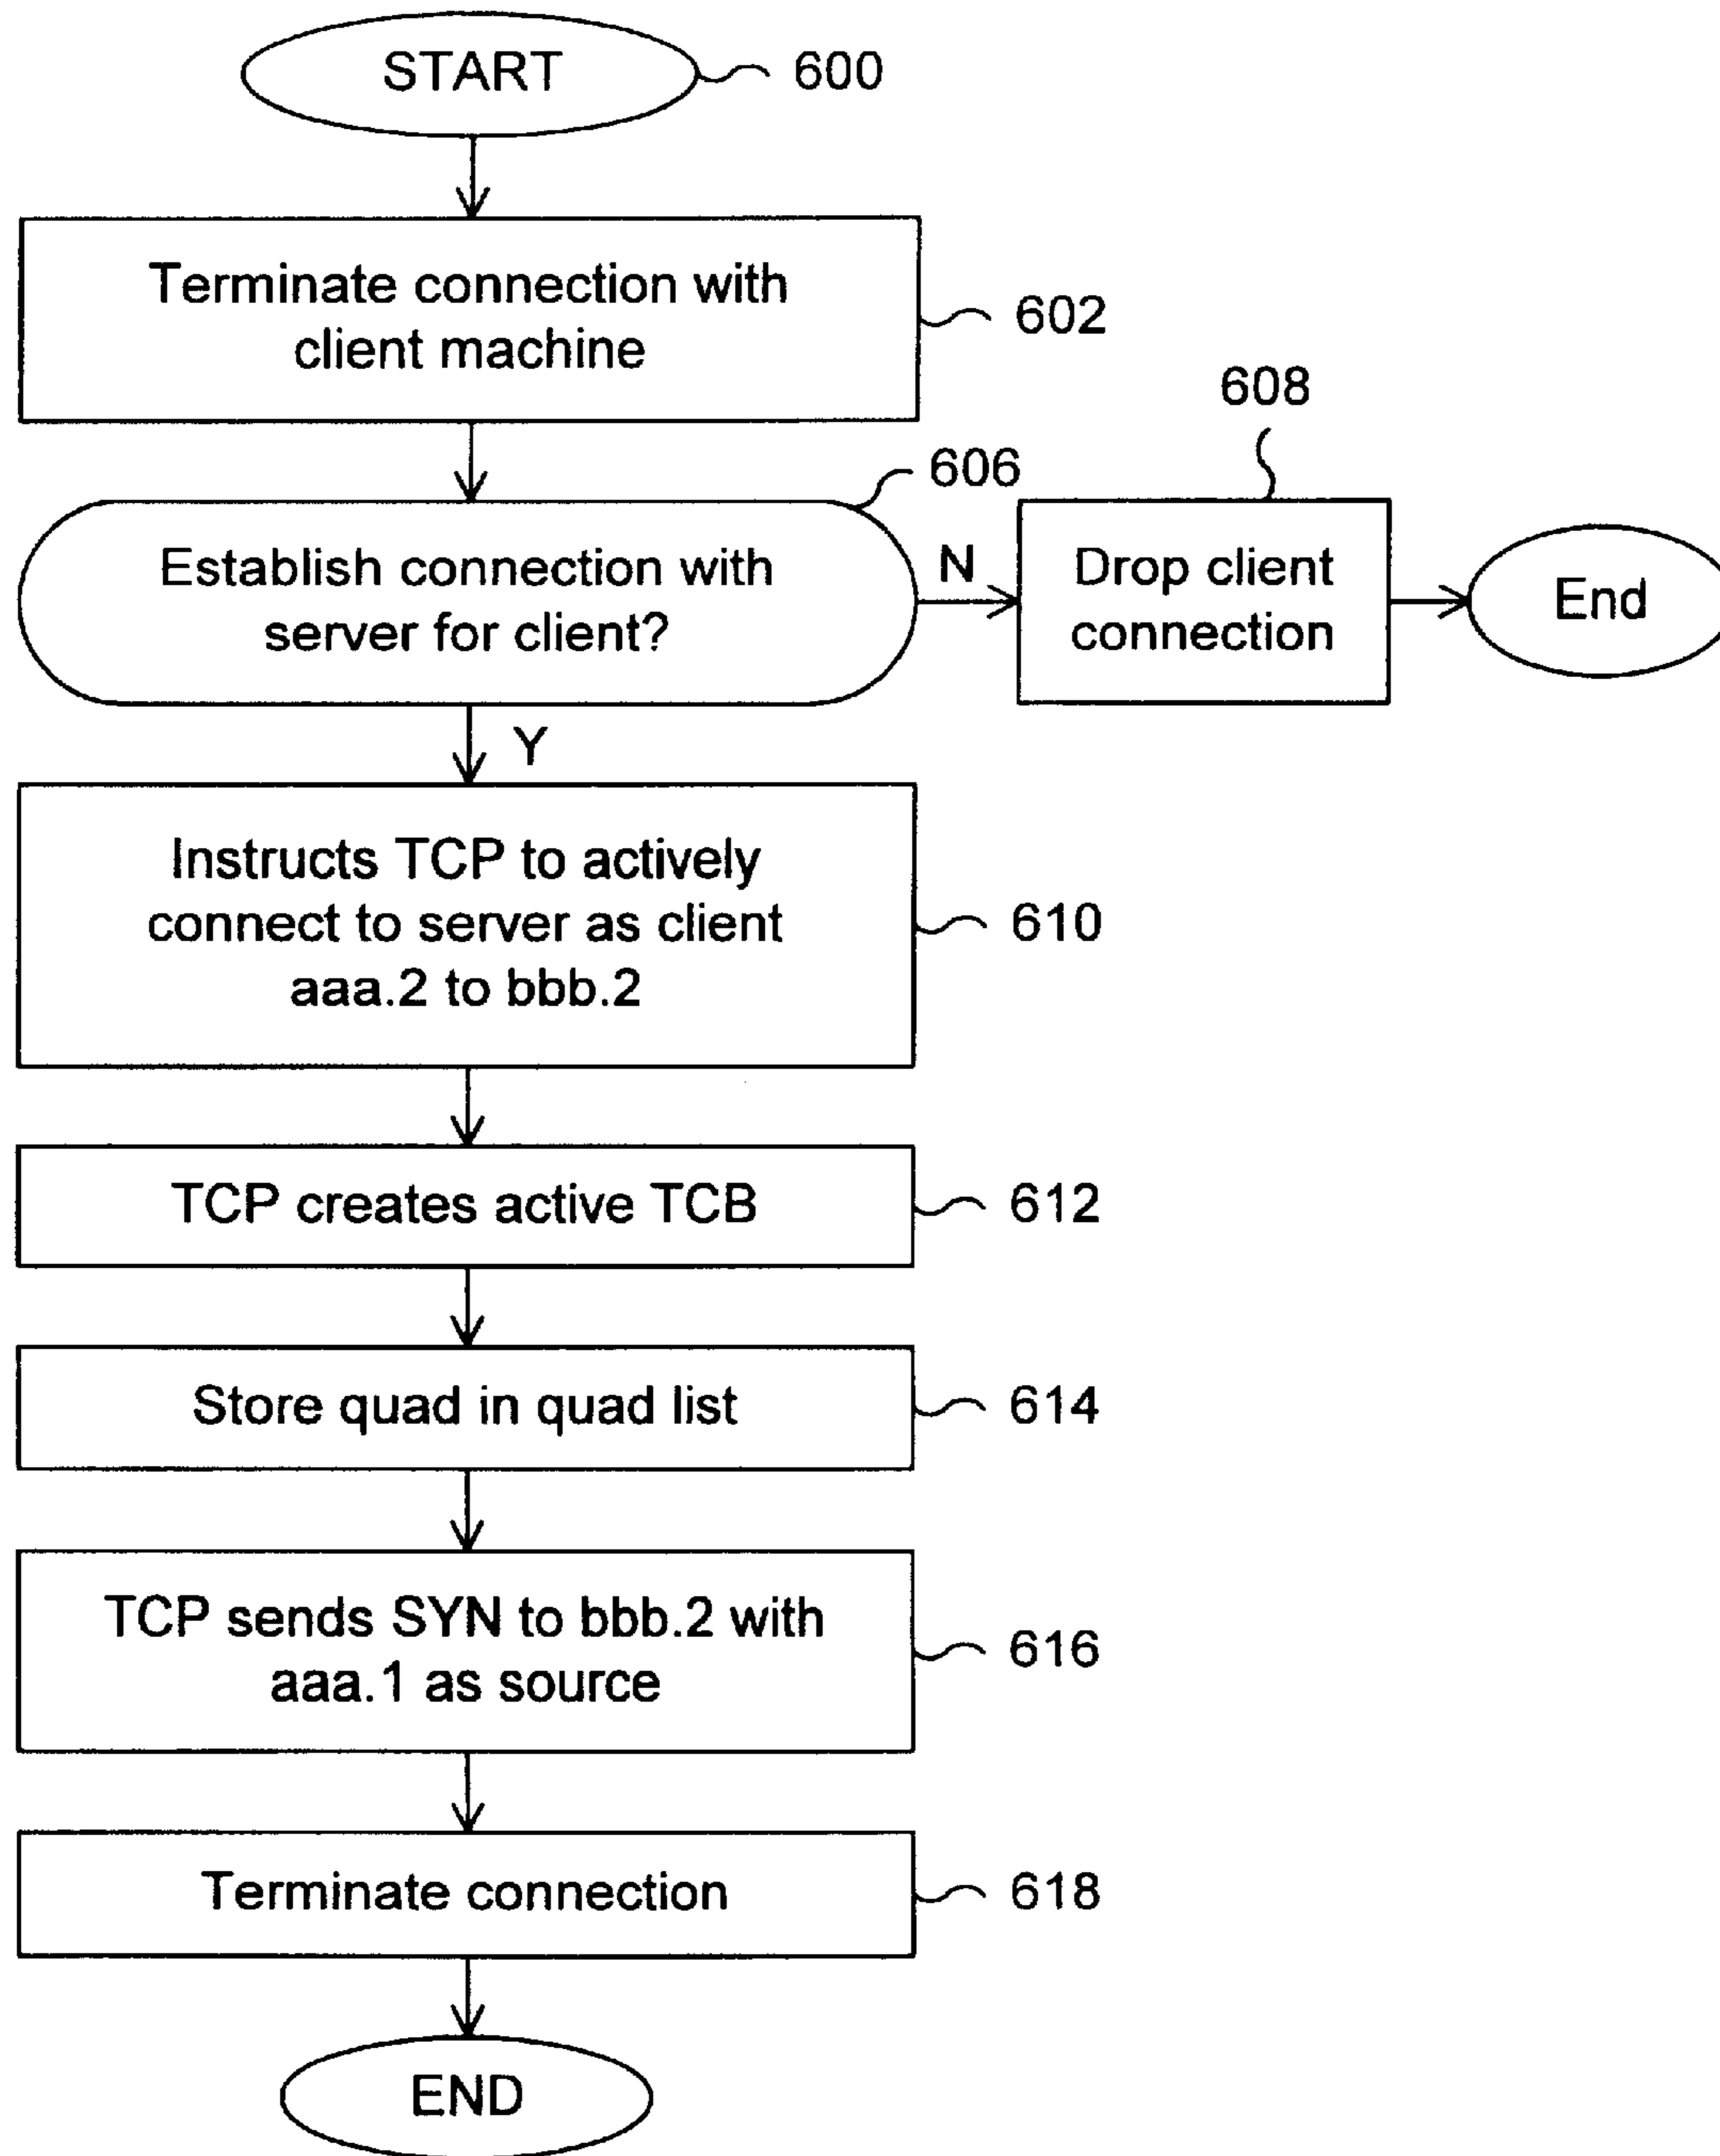 START
600
Terminate connection with
client machine
602
608
606
Establish connection with
server for client?
N
Drop client
connection
End
Y
Instructs TCP to actively
connect to server as client
aaa.2 to bbb.2
610
TCP creates active TCB
612
Store quad in quad list
614
TCP sends SYN to bbb.2 with
aaa.1 as source
616
Terminate connection
618
END